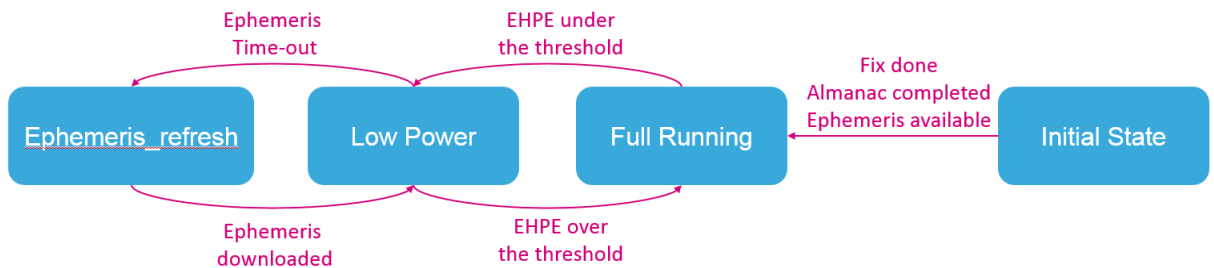 Ephemeris
Time-out
EHPE under
the threshold
Fix done
Almanac completed
Ephemeris available
Ephemeris_refresh
Low Power
Full Running
Initial State
Ephemeris
downloaded
EHPE over
the threshold